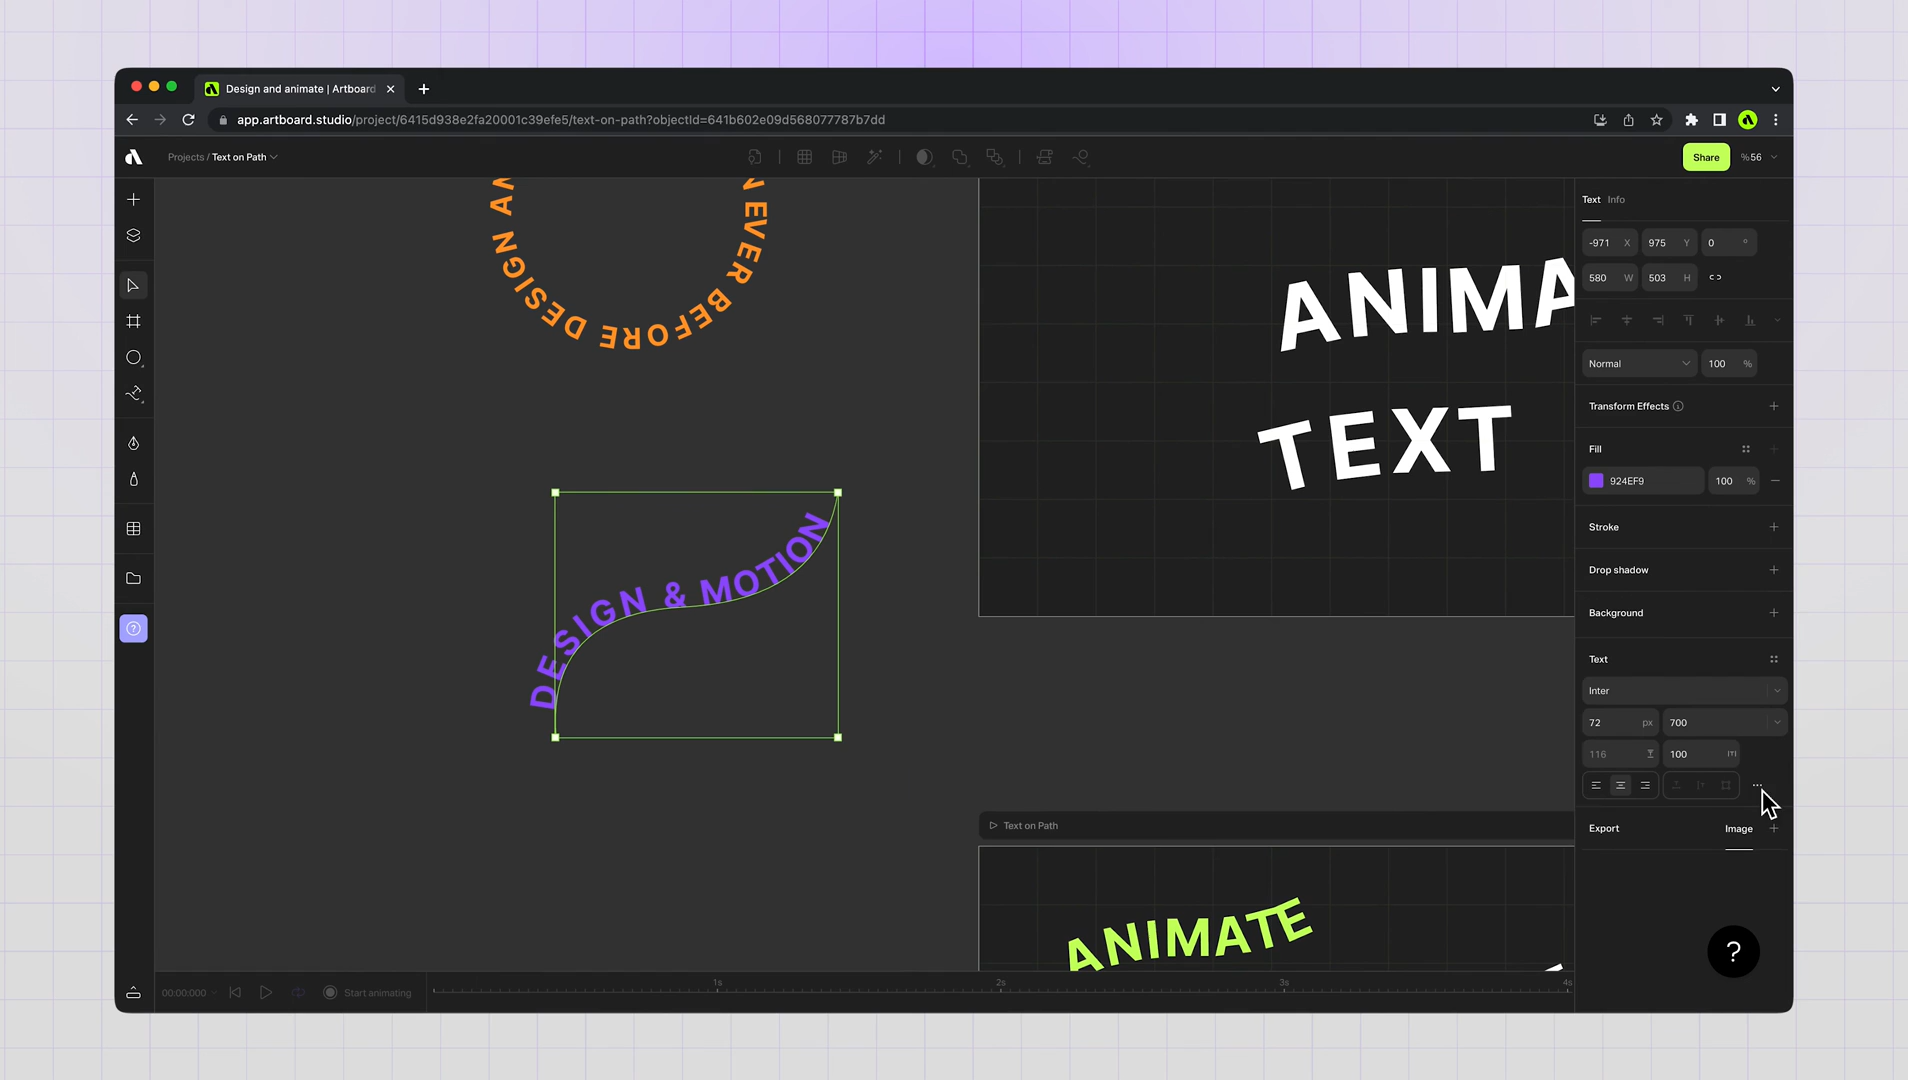 Design and animate | Artboard
app.artboard.studio/project/6415d938e2fa20001c39efe5/text-on-path?objectId=641b602e09d568077787b7dd
Projects / Text on Path
Share
%56
EVER BEFORE DESIGN
ANIMA
TEXT
DESIGN & MOTION
Text on Path
ANIMATE
Text Info
-971 X 975 Y 0 °
580 W 503 H
Normal 100 %
Transform Effects
Fill
924EF9 100 %
Stroke
Drop shadow
Background
Text
Inter
72 px 700
116 100
Export Image
?
00:00:000 Start animating 1s 2s 3s 4s